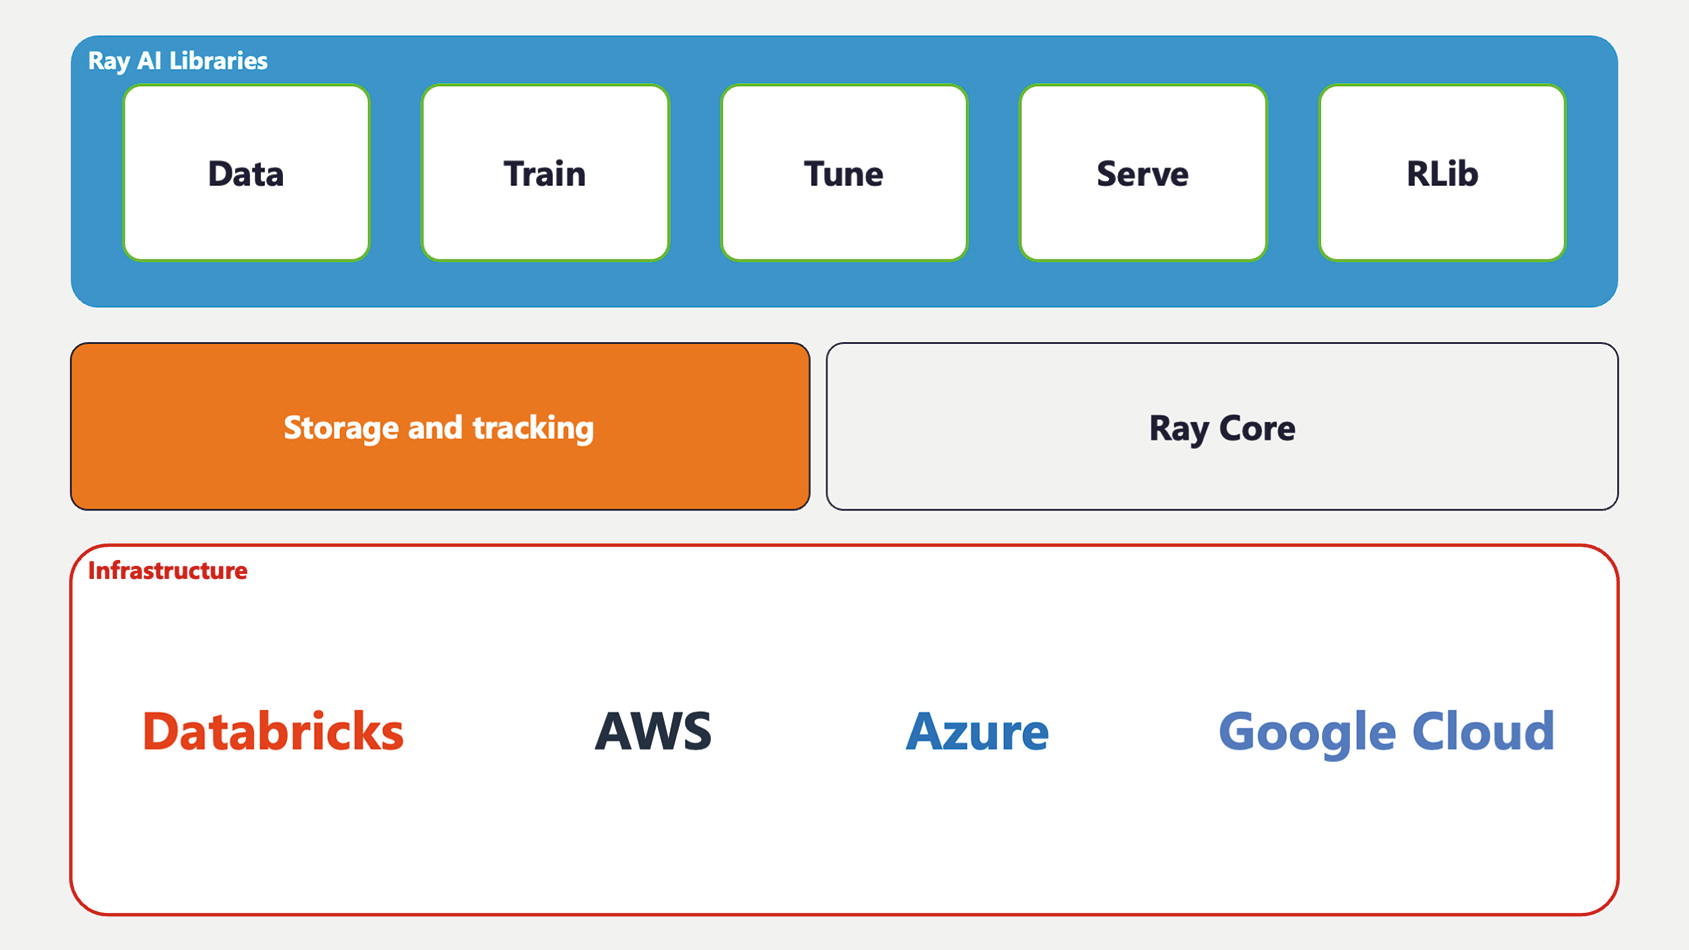 Ray AI Libraries
Data
Train
Tune
Serve
RLib
Storage and tracking
Ray Core
Infrastructure
Databricks
AWS
Azure
Google Cloud